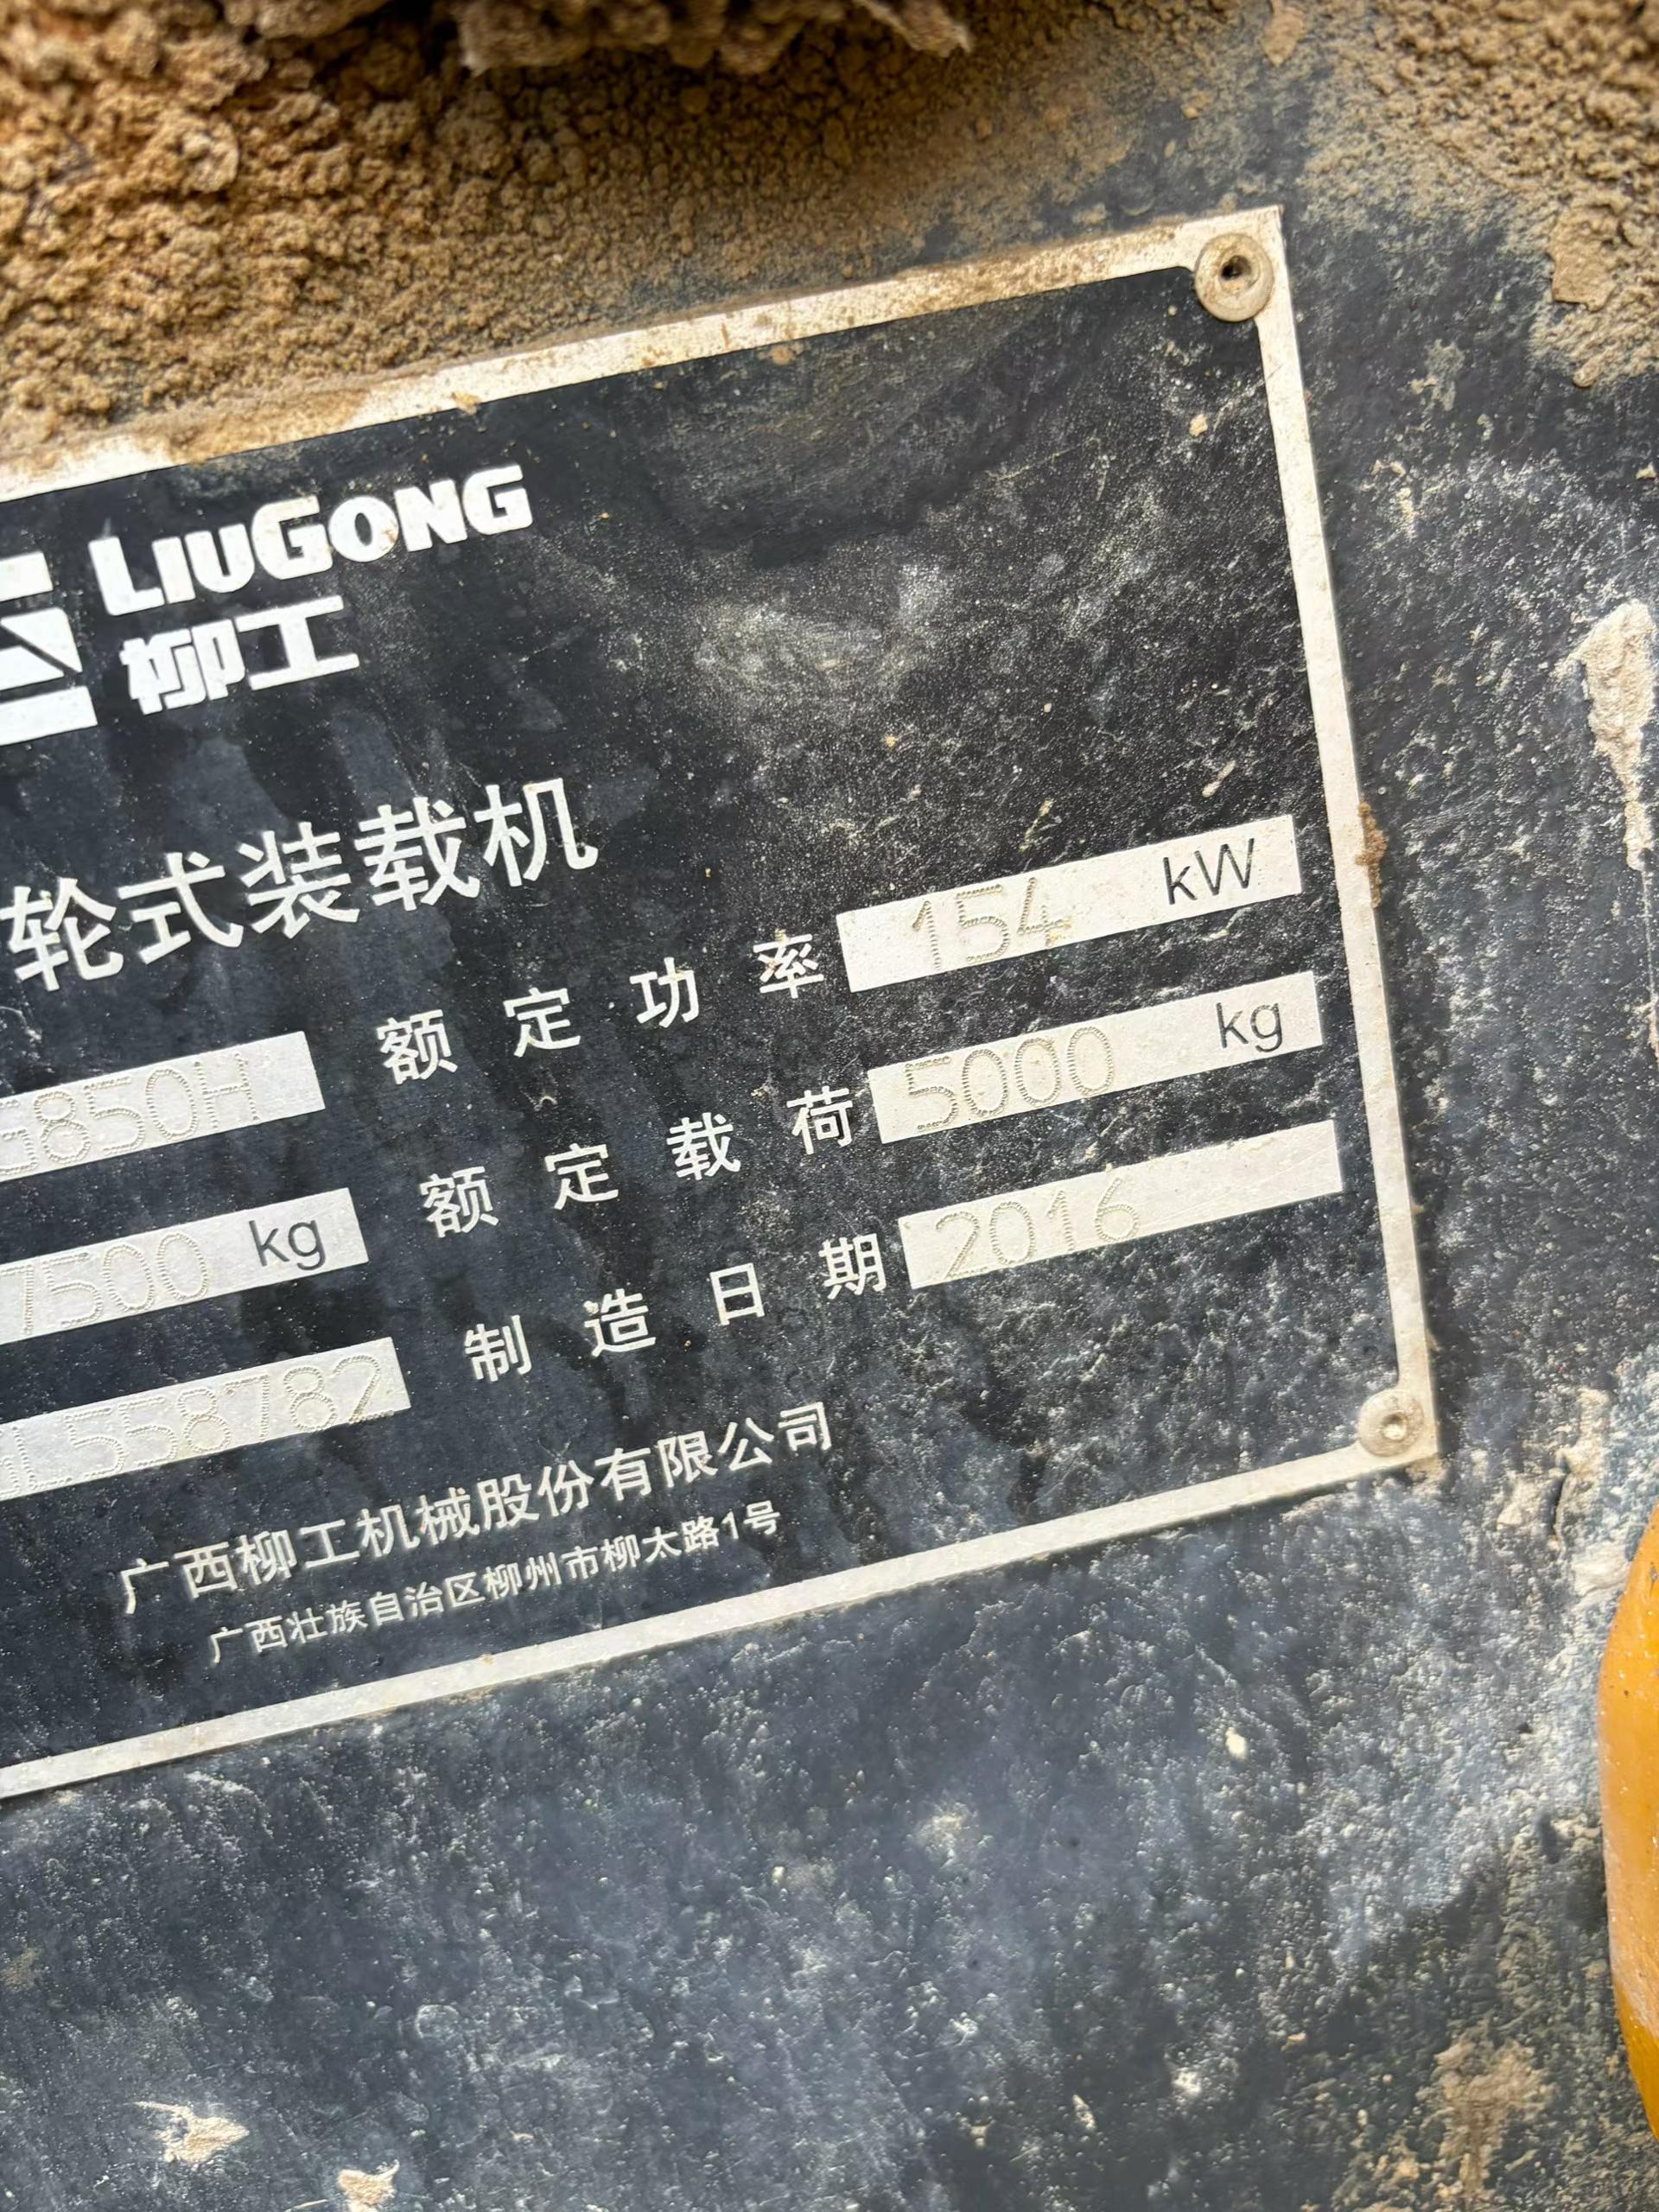 LIUGONG
柳工
轮式装载机
G850H 额定功率 154 kW
7500 kg 额定载荷 5000 kg
L558782 制造日期 2016
广西柳工机械股份有限公司
广西壮族自治区柳州市柳太路1号